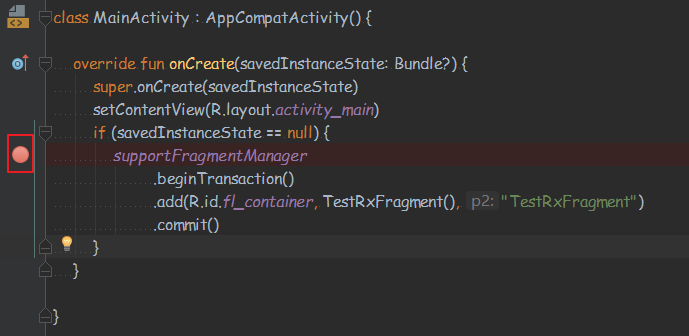 class MainActivity : AppCompatActivity() {
override fun onCreate(savedInstanceState: Bundle?) {
super.onCreate(savedInstanceState)
setContentView(R.layout.activity_main)
if (savedInstanceState == null) {
supportFragmentManager
.beginTransaction()
.add(R.id.fl_container, TestRxFragment(), p2: "TestRxFragment")
.commit()
}
}
}